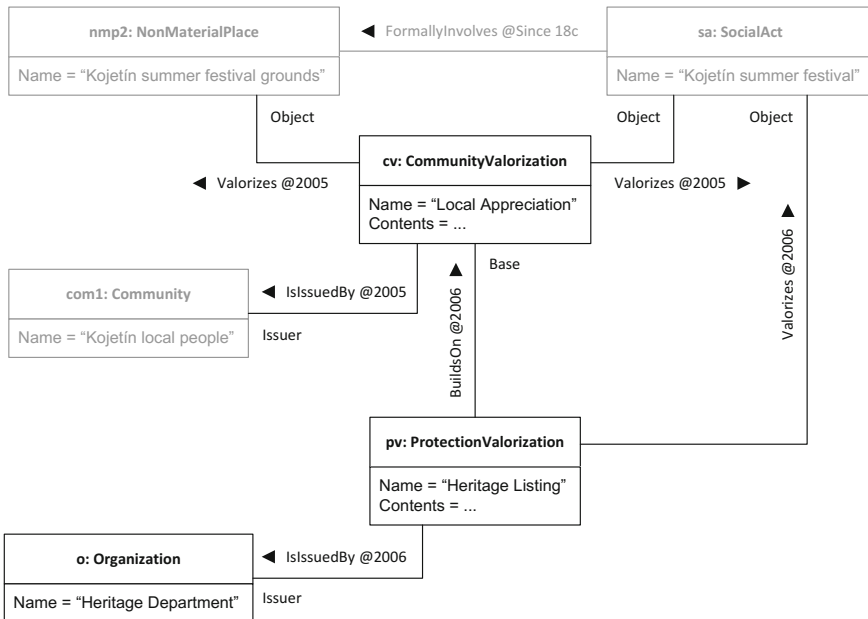 nmp2: NonMaterialPlace
Name = “Kojetín summer festival grounds”
◄ FormallyInvolves @Since 18c
sa: SocialAct
Name = “Kojetín summer festival”
Object
Object
Object
cv: CommunityValorization
Name = “Local Appreciation”
Contents = ...
◄ Valorizes @2005
Valorizes @2005 ►
Valorizes @2006 ►
Base
com1: Community
Name = “Kojetín local people”
◄ IsIssuedBy @2005
Issuer
BuildsOn @2006 ►
pv: ProtectionValorization
Name = “Heritage Listing”
Contents = ...
o: Organization
Name = “Heritage Department”
◄ IsIssuedBy @2006
Issuer